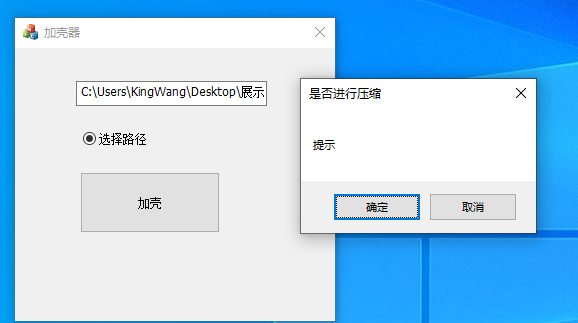 加壳器
C:\Users\KingWang\Desktop\展示
选择路径
加壳
是否进行压缩
提示
确定
取消